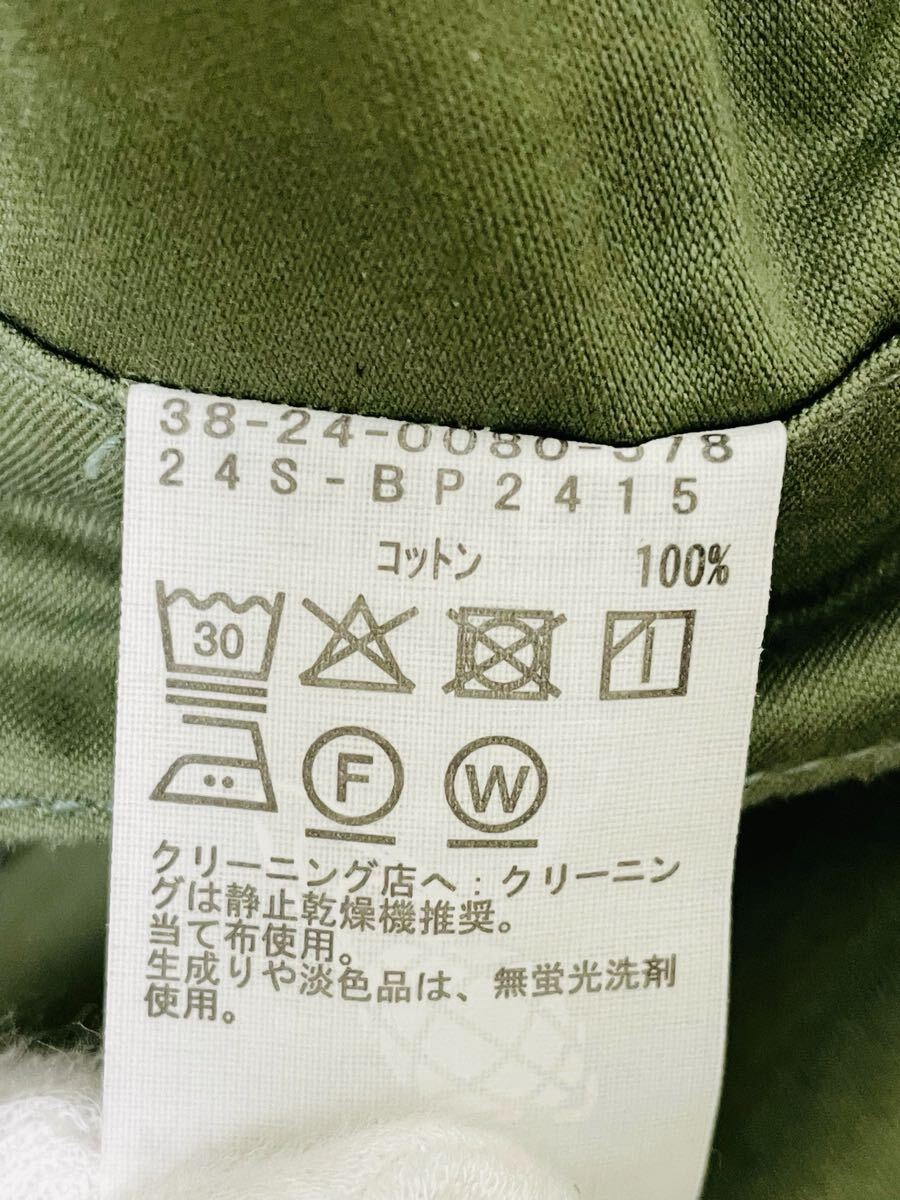 38-24-0086-378
24S-BP2415
コットン 100%
30
F W
クリーニング店へ:クリーニン
グは静止乾燥機推奨。
当て布使用。
生成りや淡色品は、無蛍光洗剤
使用。